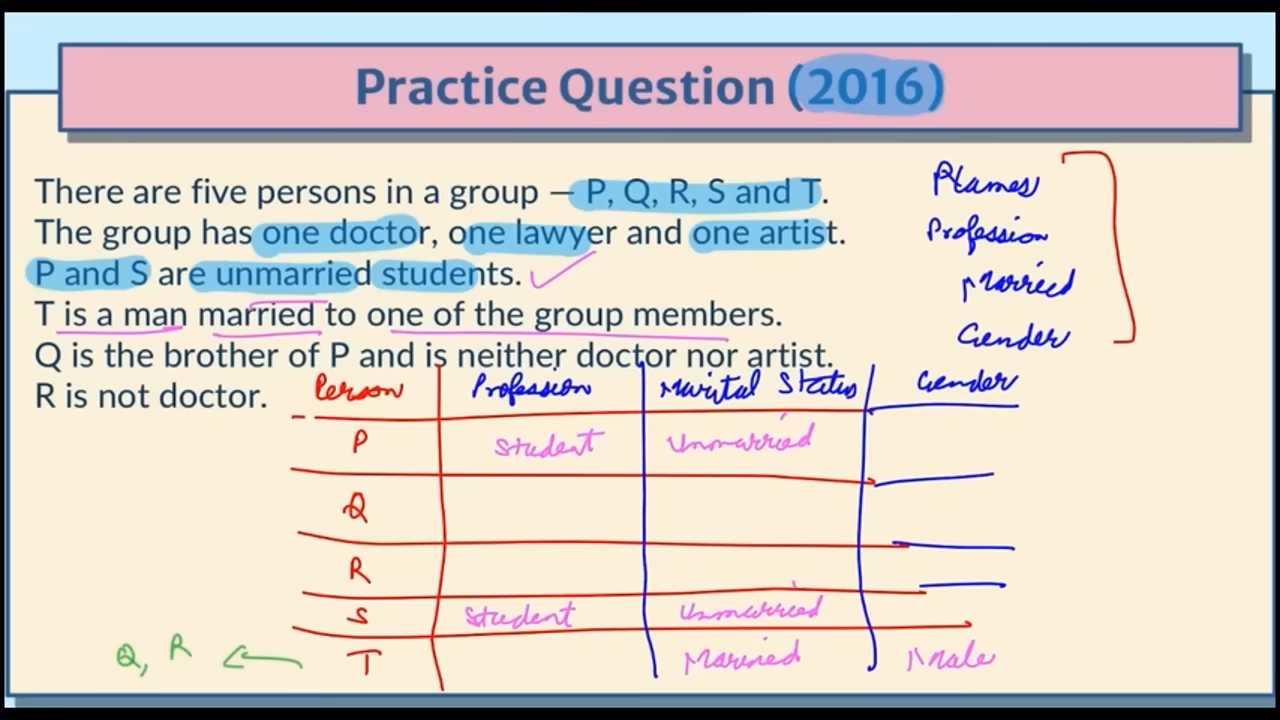 Practice Question (2016)
There are five persons in a group — P, Q, R, S and T.
The group has one doctor, one lawyer and one artist.
P and S are unmarried students.
T is a man married to one of the group members.
Q is the brother of P and is neither doctor nor artist.
R is not doctor.
Names
Profession
Married
Gender
Person Profession Marital Status Gender
P Student Unmarried
Q
R
S Student Unmarried
Q, R T Married Male